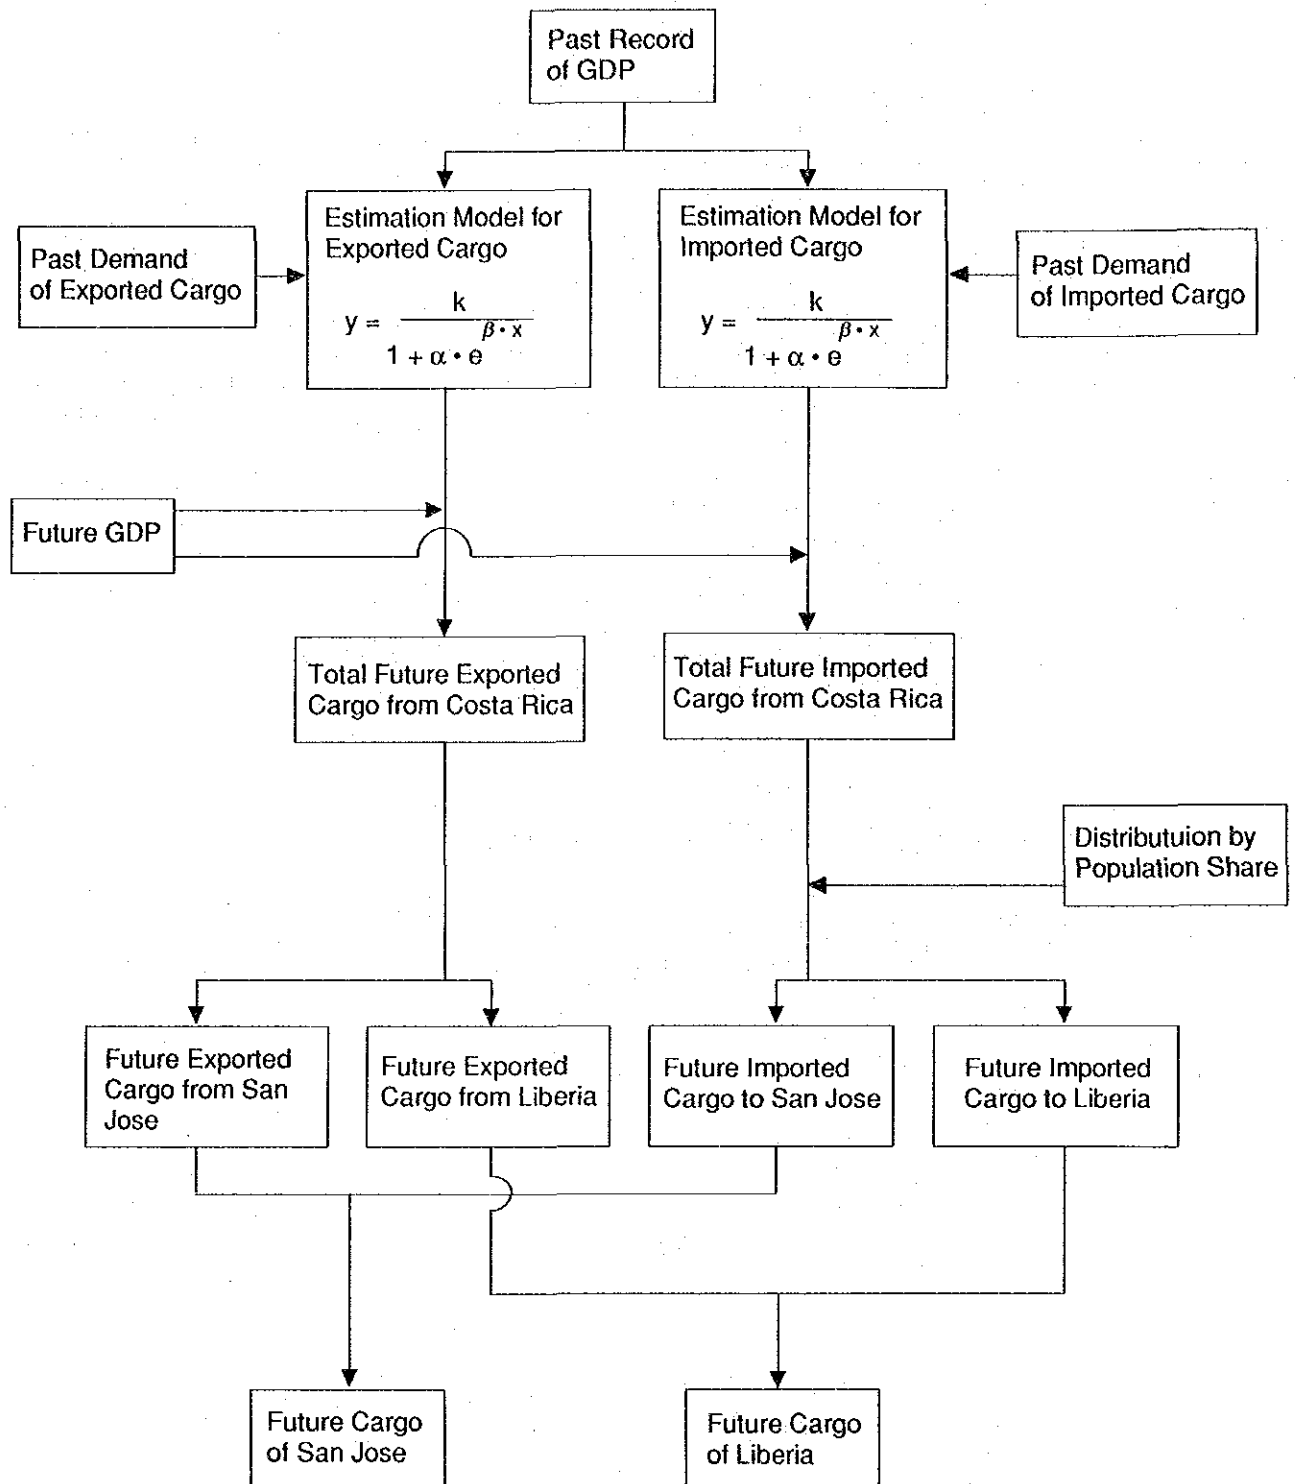 Past Record
of GDP
Estimation Model for
Exported Cargo
y = k / 1 + α • e^β • x
Estimation Model for
Imported Cargo
y = k / 1 + α • e^β • x
Past Demand
of Exported Cargo
Past Demand
of Imported Cargo
Future GDP
Total Future Exported
Cargo from Costa Rica
Total Future Imported
Cargo from Costa Rica
Distributuion by
Population Share
Future Exported
Cargo from San
Jose
Future Exported
Cargo from Liberia
Future Imported
Cargo to San Jose
Future Imported
Cargo to Liberia
Future Cargo
of San Jose
Future Cargo
of Liberia